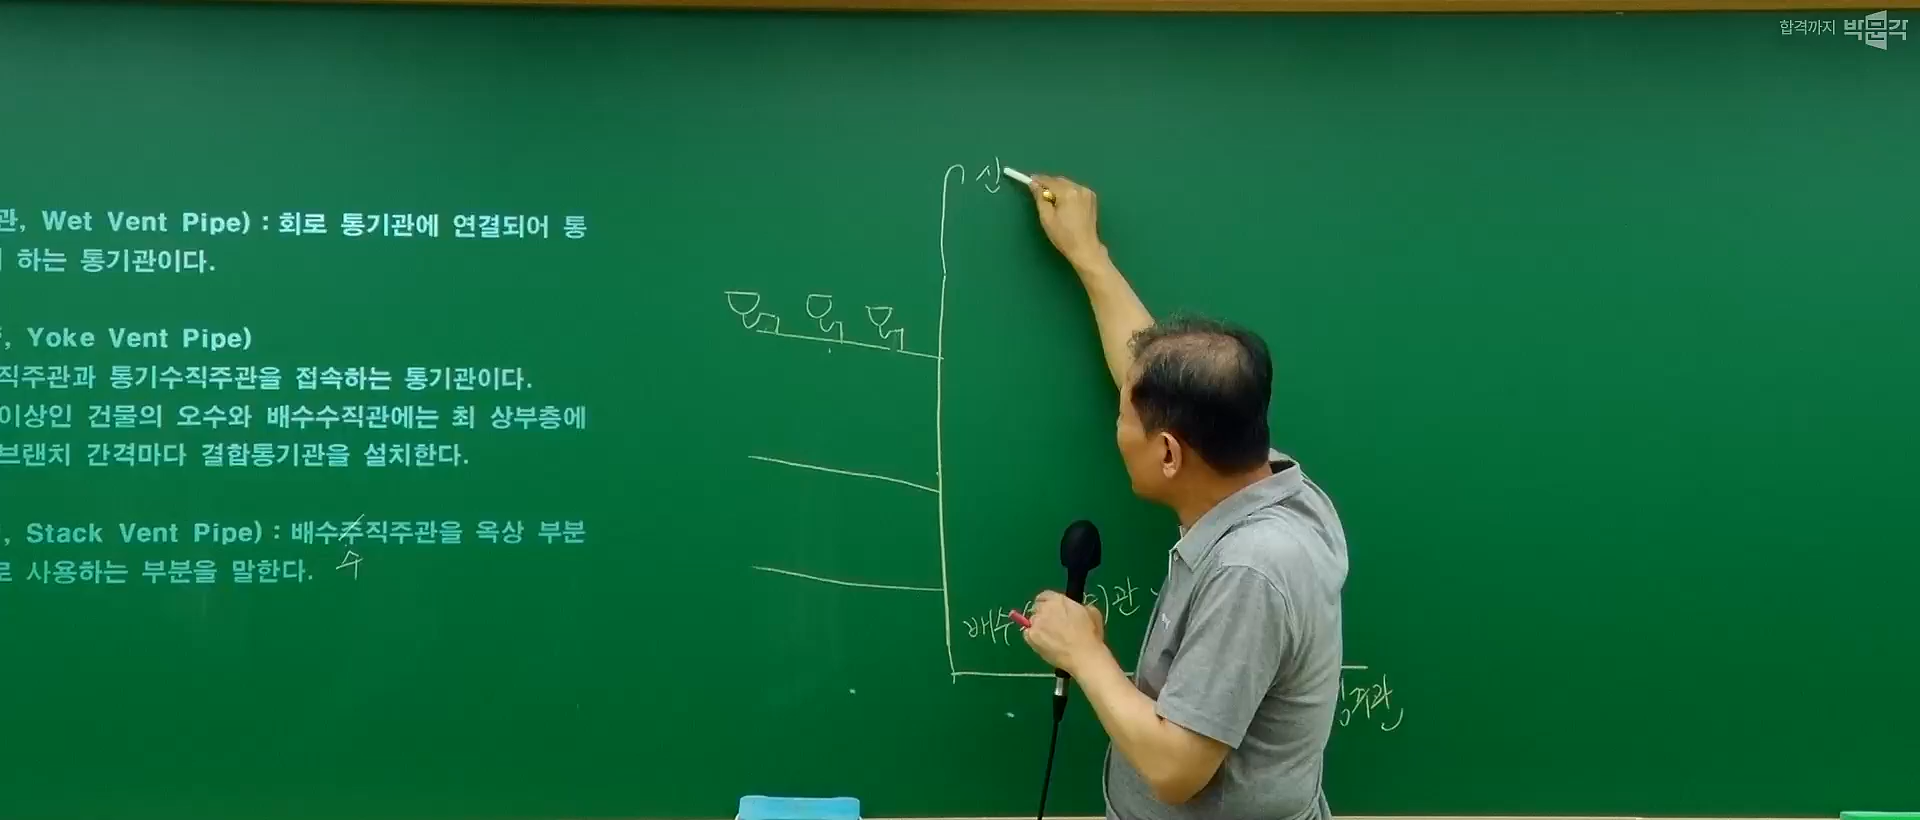 합격까지 박문각
관, Wet Vent Pipe) : 회로 통기관에 연결되어 통
하는 통기관이다.
, Yoke Vent Pipe)
직주관과 통기수직주관을 접속하는 통기관이다.
이상인 건물의 오수와 배수수직관에는 최 상부층에
브랜치 간격마다 결합통기관을 설치한다.
, Stack Vent Pipe) : 배수주직주관을 옥상 부분
수
로 사용하는 부분을 말한다.
신
배수
관
주관